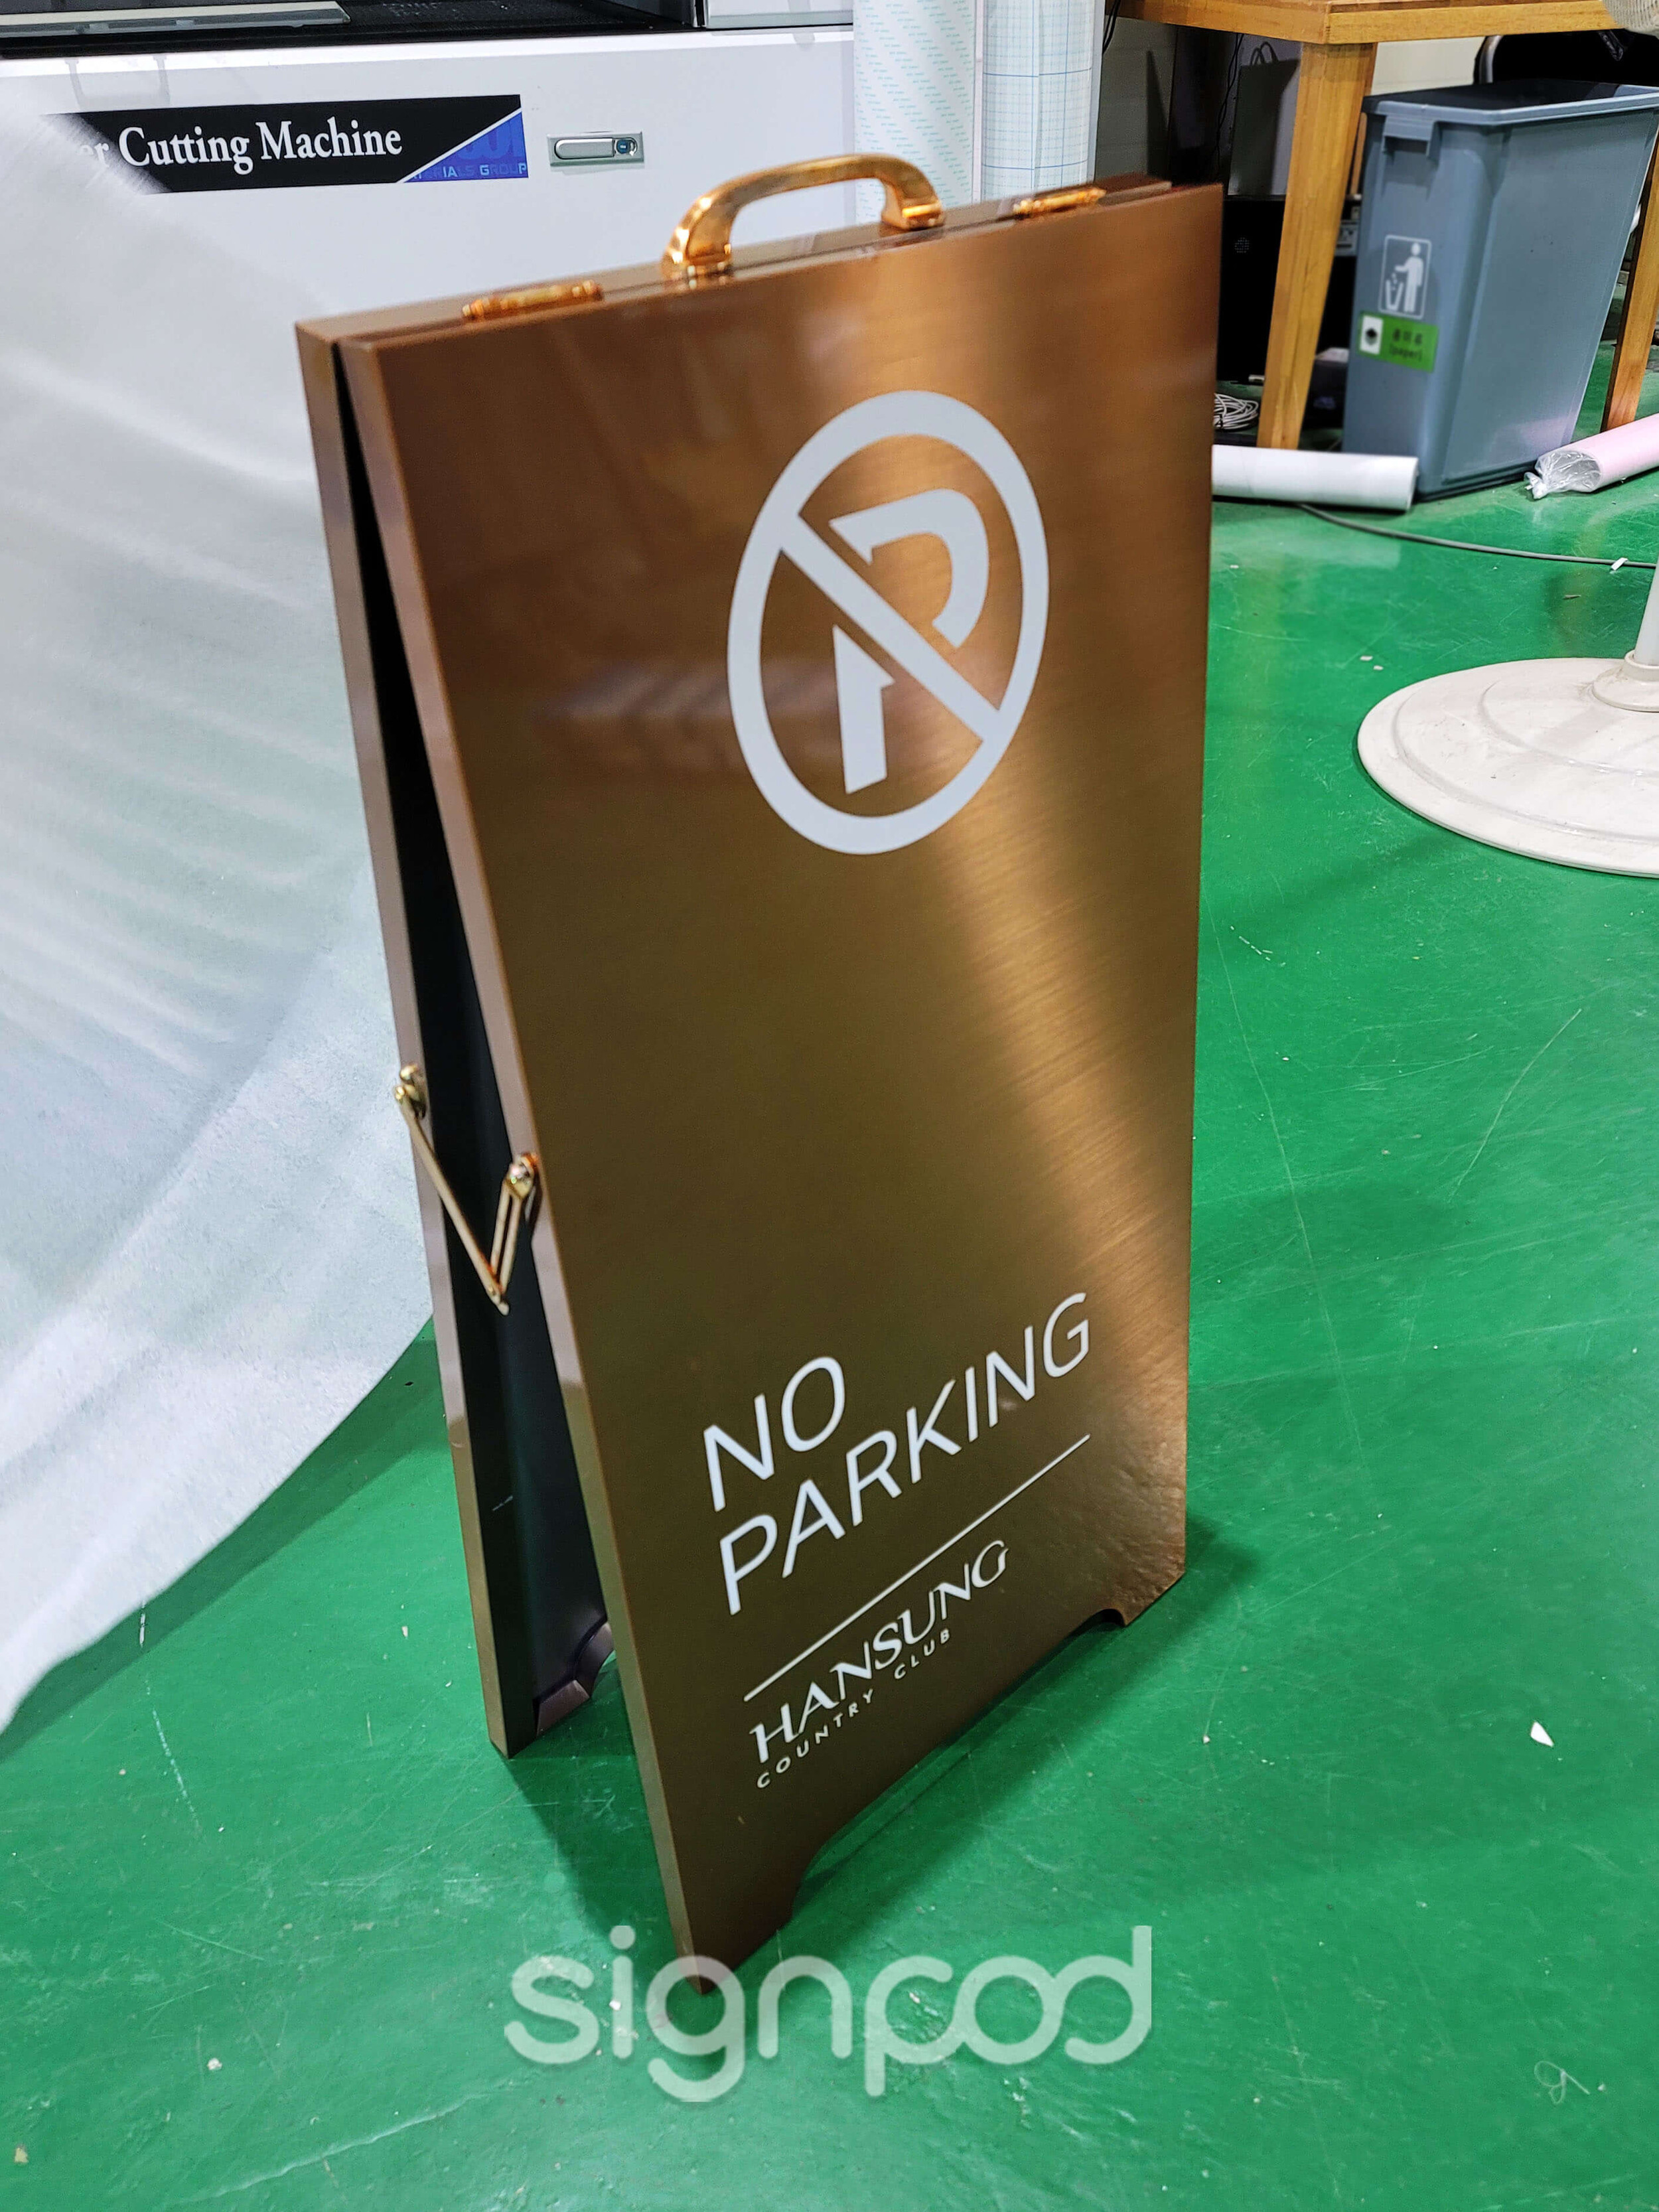 Cutting Machine
P
NO
PARKING
HANSUNG
COUNTRY CLUB
signpod